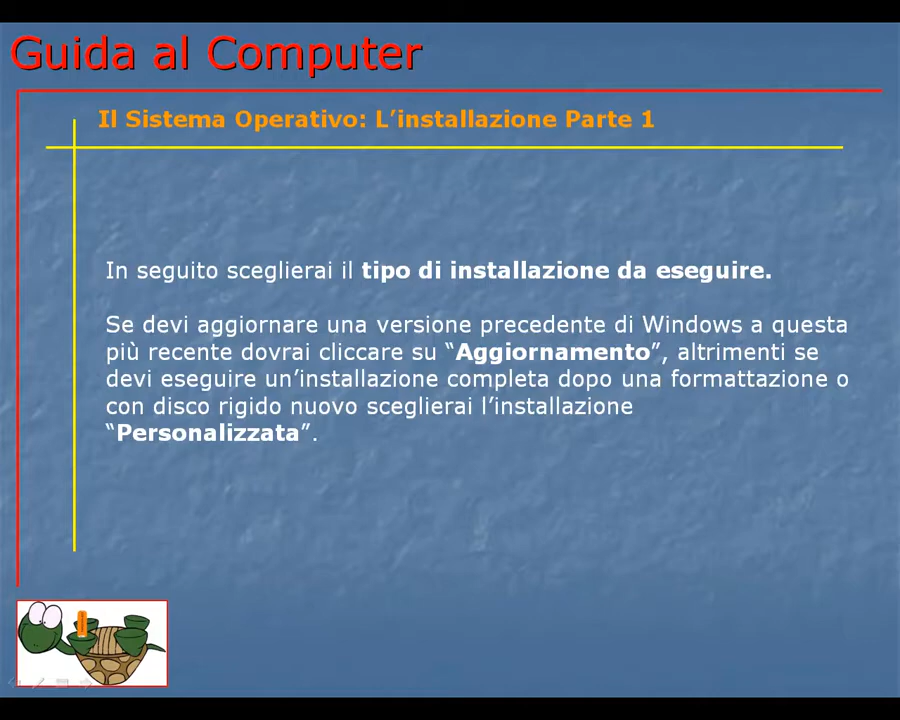 Guida al Computer
Il Sistema Operativo: L’installazione Parte 1
In seguito sceglierai il tipo di installazione da eseguire.
Se devi aggiornare una versione precedente di Windows a questa
più recente dovrai cliccare su “Aggiornamento”, altrimenti se
devi eseguire un’installazione completa dopo una formattazione o
con disco rigido nuovo sceglierai l’installazione
“Personalizzata”.